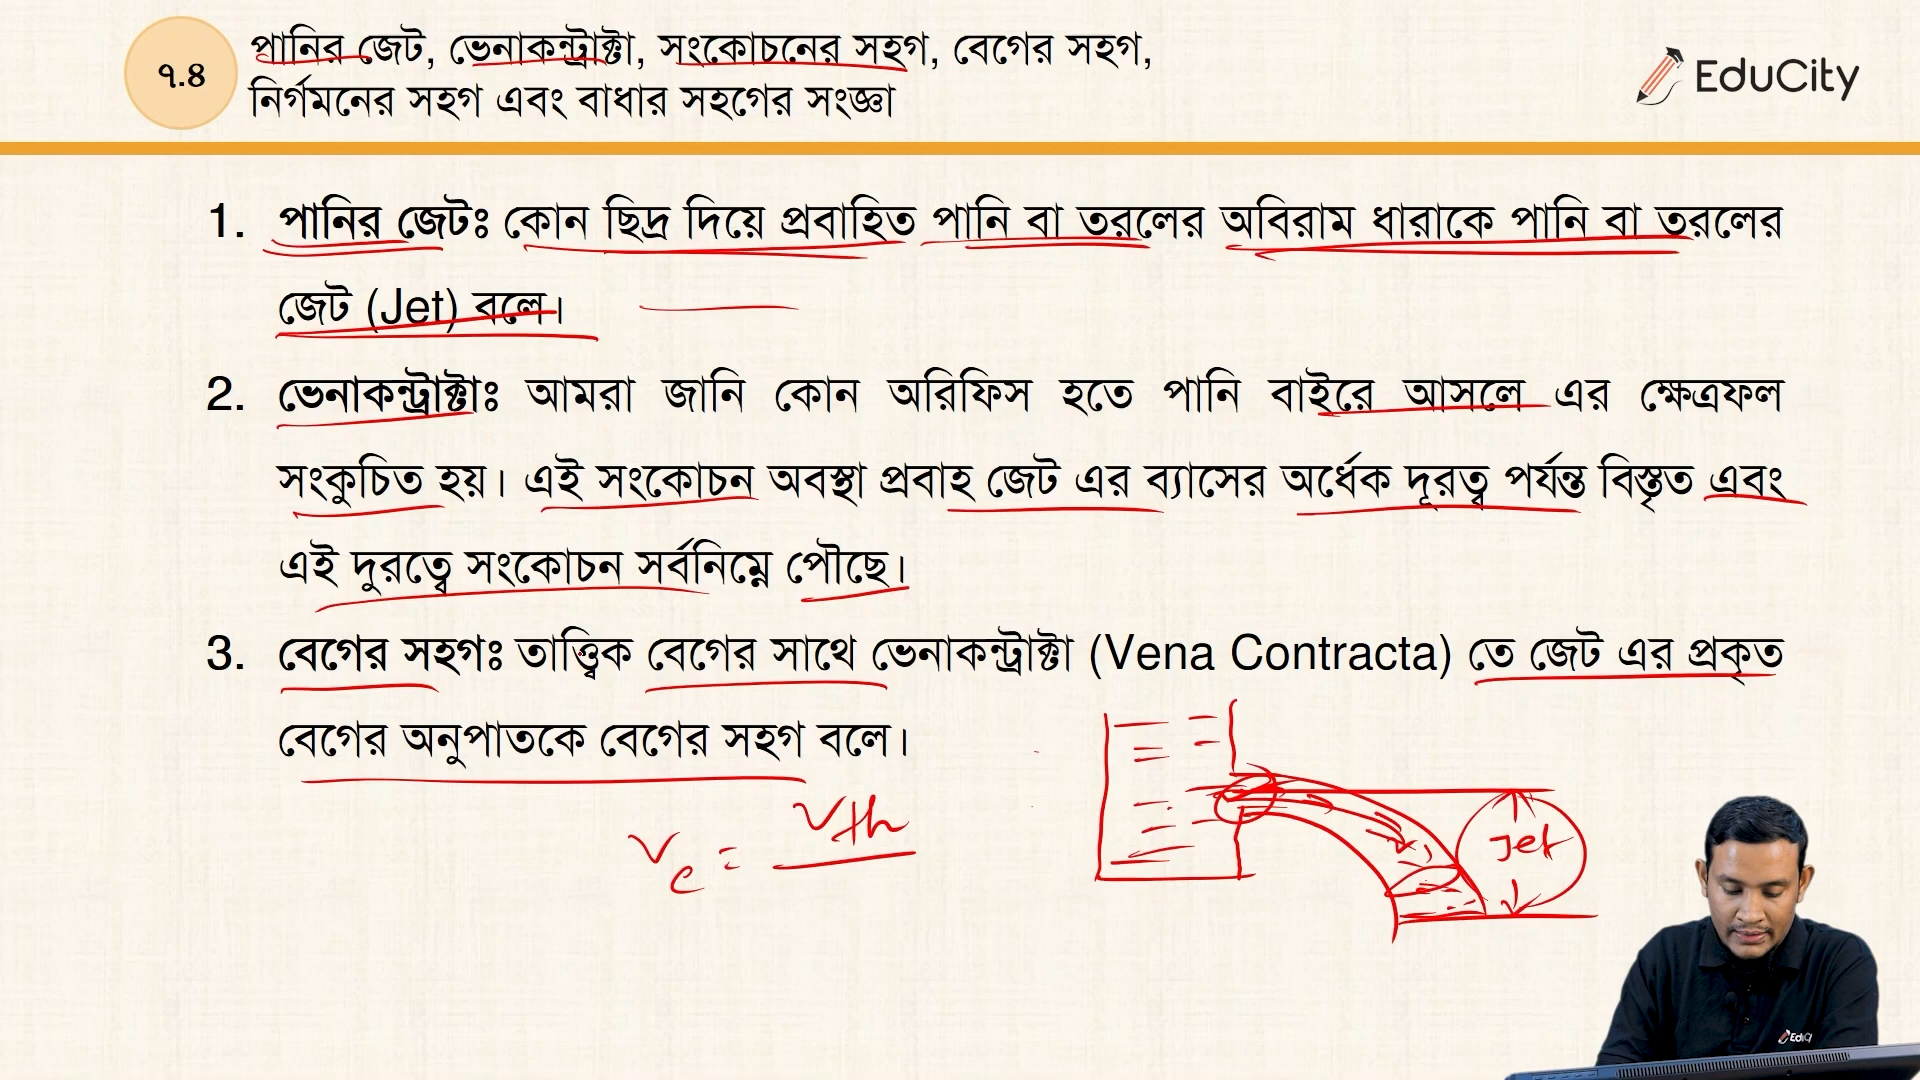 ৭.৪
পানির জেট, ভেনাকন্ট্রাক্টা, সংকোচনের সহগ, বেগের সহগ,
নির্গমনের সহগ এবং বাধার সহগের সংজ্ঞা
EduCity
1. পানির জেটঃ কোন ছিদ্র দিয়ে প্রবাহিত পানি বা তরলের অবিরাম ধারাকে পানি বা তরলের
জেট (Jet) বলে।
2. ভেনাকন্ট্রাক্টাঃ আমরা জানি কোন অরিফিস হতে পানি বাইরে আসলে এর ক্ষেত্রফল
সংকুচিত হয়। এই সংকোচন অবস্থা প্রবাহ জেট এর ব্যাসের অর্ধেক দূরত্ব পর্যন্ত বিস্তৃত এবং
এই দুরত্বে সংকোচন সর্বনিম্নে পৌছে।
3. বেগের সহগঃ তাত্ত্বিক বেগের সাথে ভেনাকন্ট্রাক্টা (Vena Contracta) তে জেট এর প্রকৃত
বেগের অনুপাতকে বেগের সহগ বলে।
Vth
Vc =
Jet
EduCi